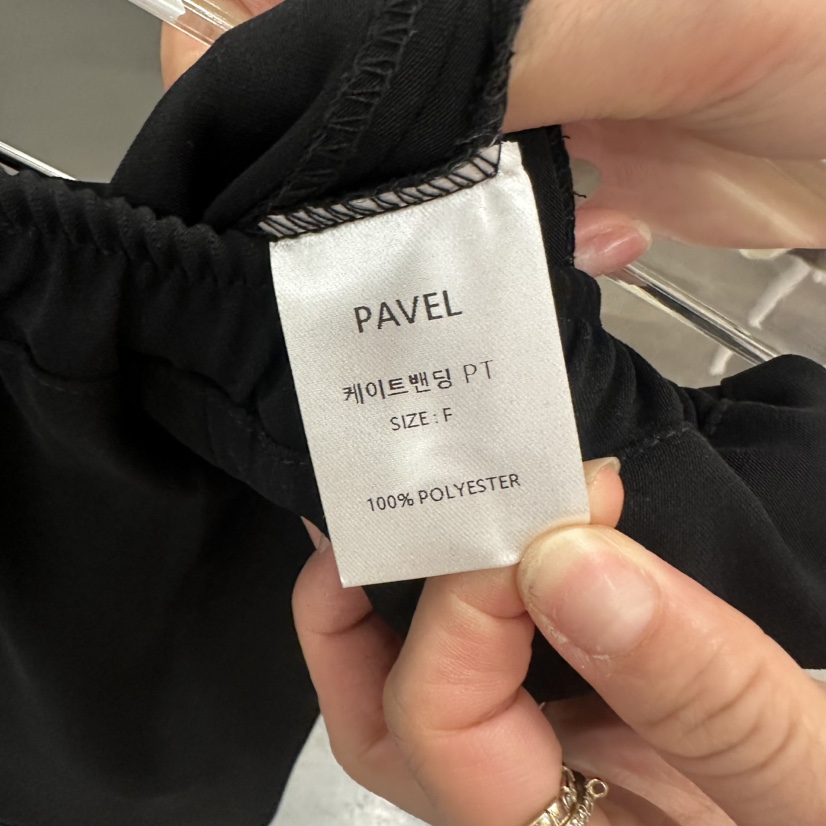 PAVEL
케이트밴딩 PT
SIZE : F
100% POLYESTER